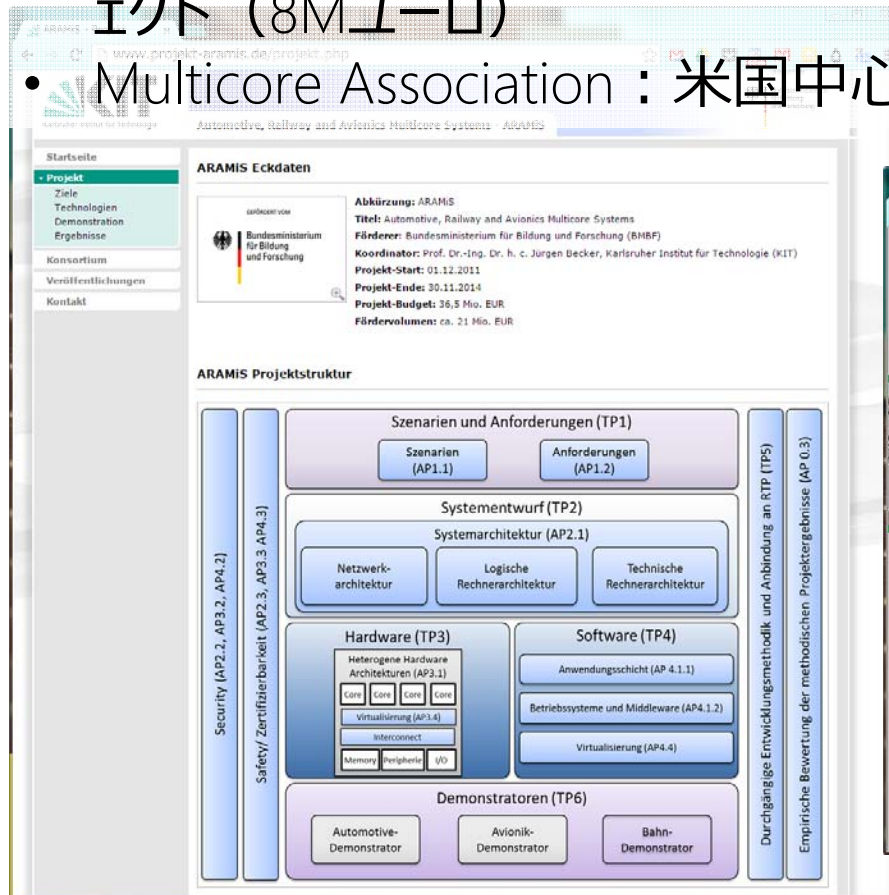 ェクト（8Mユーロ）
• Multicore Association：米国中心
www.projekt-aramis.de/projekt.php
Automotive, Railway and Avionics Multicore Systems - ARAMiS
Startseite
Projekt
Ziele
Technologien
Demonstration
Ergebnisse
Konsortium
Veröffentlichungen
Kontakt
ARAMiS Eckdaten
GEFÖRDERT VOM
Bundesministerium
für Bildung
und Forschung
Abkürzung: ARAMiS
Titel: Automotive, Railway and Avionics Multicore Systems
Förderer: Bundesministerium für Bildung und Forschung (BMBF)
Koordinator: Prof. Dr.-Ing. Dr. h. c. Jürgen Becker, Karlsruher Institut für Technologie (KIT)
Projekt-Start: 01.12.2011
Projekt-Ende: 30.11.2014
Projekt-Budget: 36,5 Mio. EUR
Fördervolumen: ca. 21 Mio. EUR
ARAMiS Projektstruktur
Security (AP2.2, AP3.2, AP4.2)
Safety/ Zertifizierbarkeit (AP2.3, AP3.3 AP4.3)
Szenarien und Anforderungen (TP1)
Szenarien
(AP1.1)
Anforderungen
(AP1.2)
Systementwurf (TP2)
Systemarchitektur (AP2.1)
Netzwerk-
architektur
Logische
Rechnerarchitektur
Technische
Rechnerarchitektur
Hardware (TP3)
Heterogene Hardware
Architekturen (AP3.1)
Core Core Core Core
Virtualisierung (AP3.4)
Interconnect
Memory Peripherie I/O
Software (TP4)
Anwendungsschicht (AP 4.1.1)
Betriebssysteme und Middleware (AP4.1.2)
Virtualisierung (AP4.4)
Demonstratoren (TP6)
Automotive-
Demonstrator
Avionik-
Demonstrator
Bahn-
Demonstrator
Durchgängige Entwicklungsmethodik und Anbindung an RTP (TP5)
Empirische Bewertung der methodischen Projektergebnisse (AP 0.3)